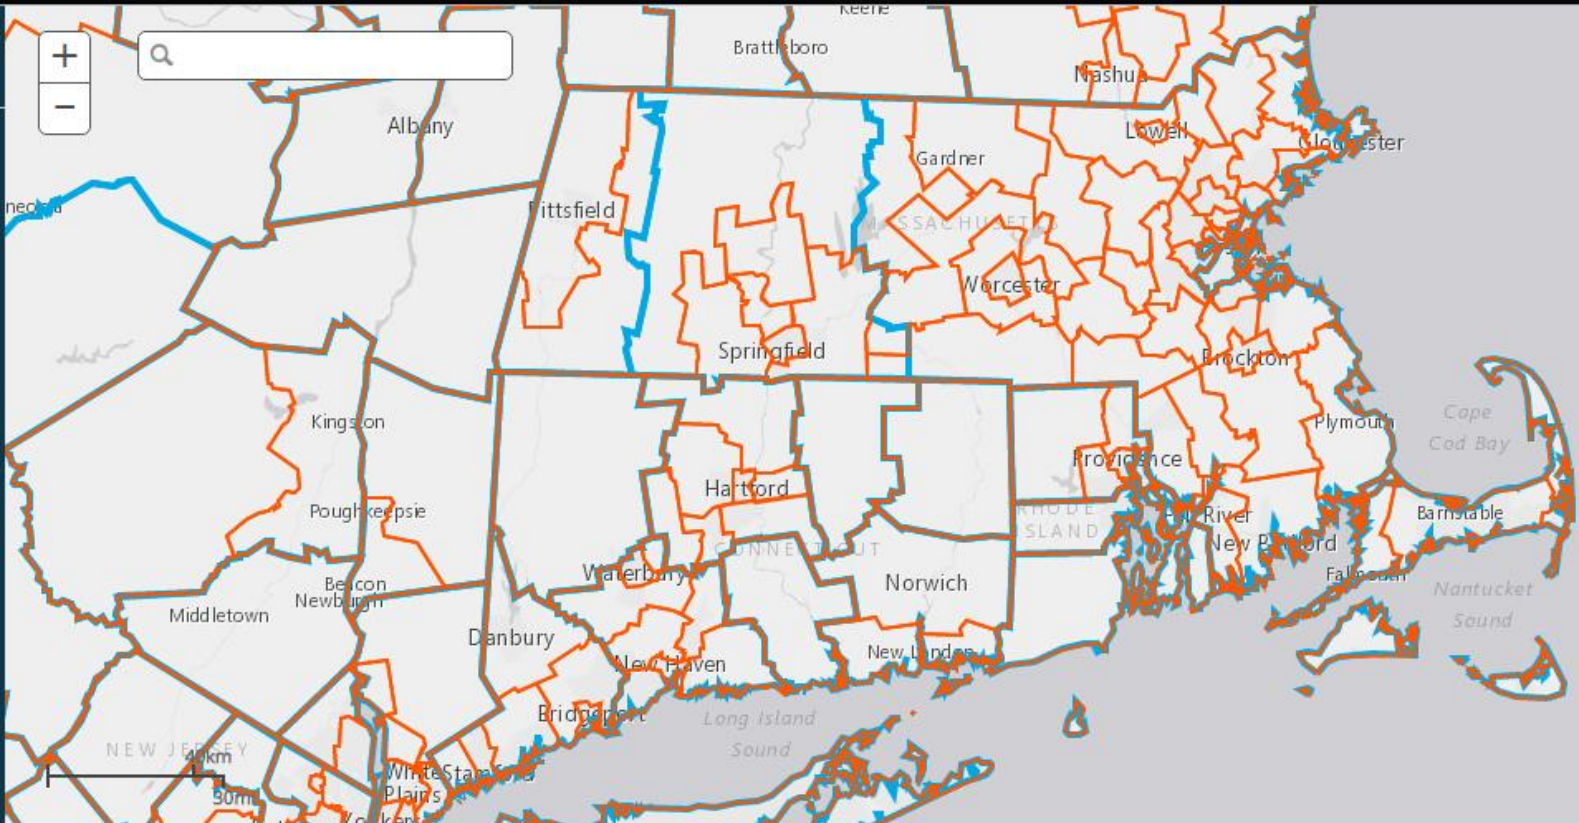 Keene
Brattleboro
+
Nashua
−
Albany
Lowell
Gloucester
Gardner
Pittsfield
MASSACHUSETTS
Worcester
Springfield
Brockton
Kingston
Plymouth
Cape
Cod Bay
Providence
Hartford
Poughkeepsie
RHODE
ISLAND
Fall River
Barnstable
New Bedford
CONNECTICUT
Waterbury
Falmouth
Norwich
Beacon
Newburgh
Nantucket
Sound
Middletown
Danbury
New London
New Haven
Bridgeport
Long Island
Sound
NEW JERSEY
40km
White
Plains
Stamford
30mi
Yonkers